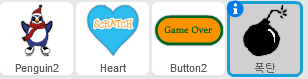 SCRATCH
Game Over
i
Penguin2
Heart
Button2
폭탄